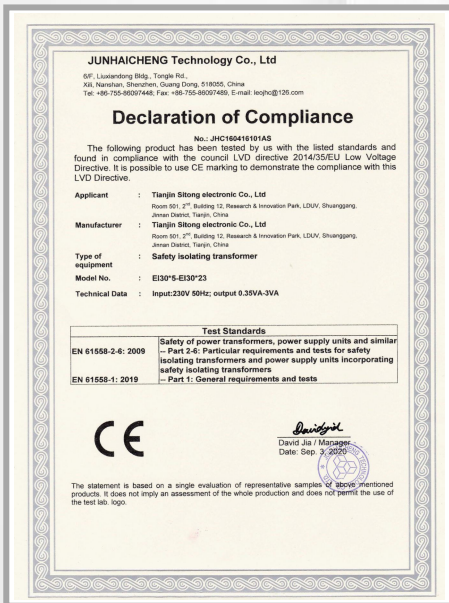 JUNHAICHENG Technology Co., Ltd
6/F, Liuxiandong Bldg., Tongle Rd.,
Xili, Nanshan, Shenzhen, Guang Dong, 518055, China
Tel: +86-755-86097448; Fax: +86-755-86097489, E-mail: leojhc@126.com
Declaration of Compliance
No.: JHC160416101AS
The following product has been tested by us with the listed standards and
found in compliance with the council LVD directive 2014/35/EU Low Voltage
Directive. It is possible to use CE marking to demonstrate the compliance with this
LVD Directive.
Applicant : Tianjin Sitong electronic Co., Ltd
Room 501, 2nd, Building 12, Research & Innovation Park, LDUV, Shuanggang,
Jinnan District, Tianjin, China
Manufacturer : Tianjin Sitong electronic Co., Ltd
Room 501, 2nd, Building 12, Research & Innovation Park, LDUV, Shuanggang,
Jinnan District, Tianjin, China
Type of : Safety isolating transformer
equipment
Model No. : EI30*5-EI30*23
Technical Data : Input:230V 50Hz; output 0.35VA-3VA
Test Standards
Safety of power transformers, power supply units and similar
EN 61558-2-6: 2009 -- Part 2-6: Particular requirements and tests for safety
isolating transformers and power supply units incorporating
safety isolating transformers
EN 61558-1: 2019 -- Part 1: General requirements and tests
CE
David Jia / Manager
Date: Sep. 3, 2020
The statement is based on a single evaluation of representative samples of above mentioned
products. It does not imply an assessment of the whole production and does not permit the use of
the test lab. logo.